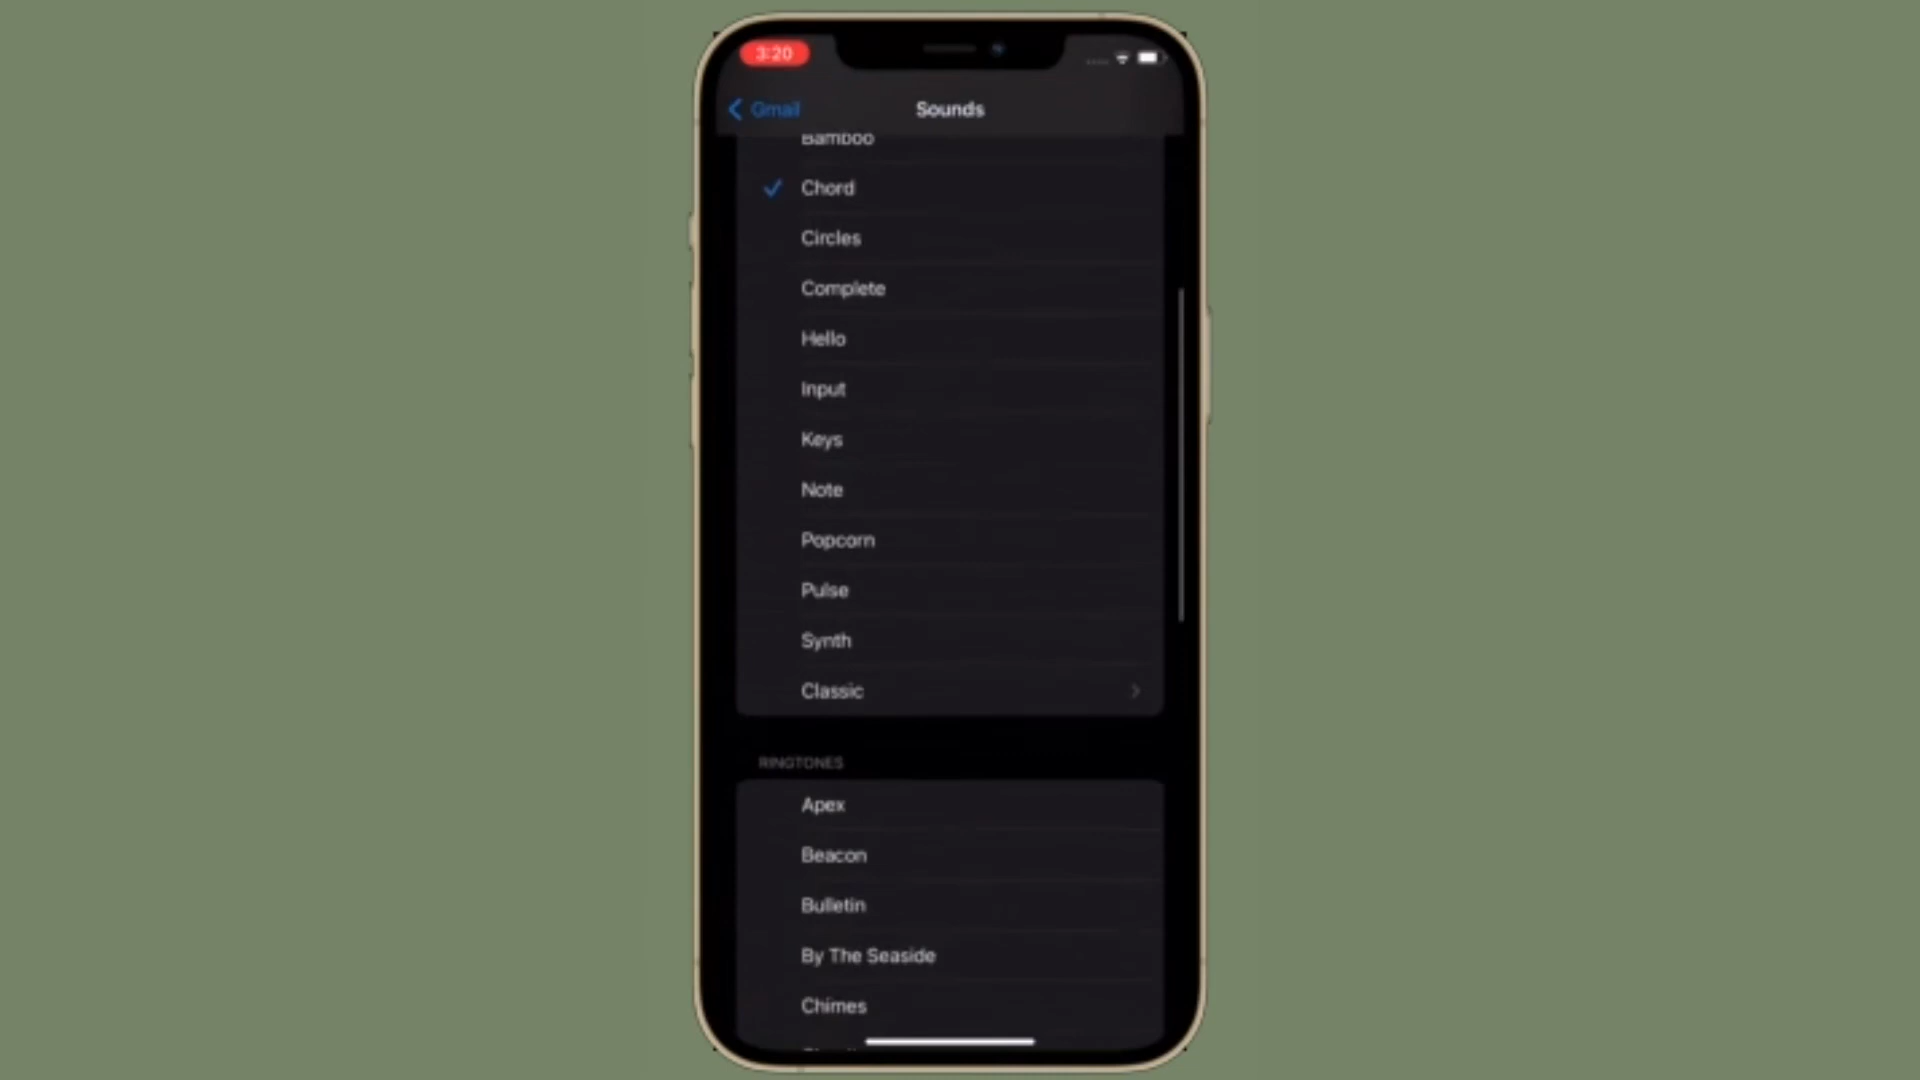 3:20
Gmail
Sounds
Bamboo
Chord
Circles
Complete
Hello
Input
Keys
Note
Popcorn
Pulse
Synth
Classic
RINGTONES
Apex
Beacon
Bulletin
By The Seaside
Chimes